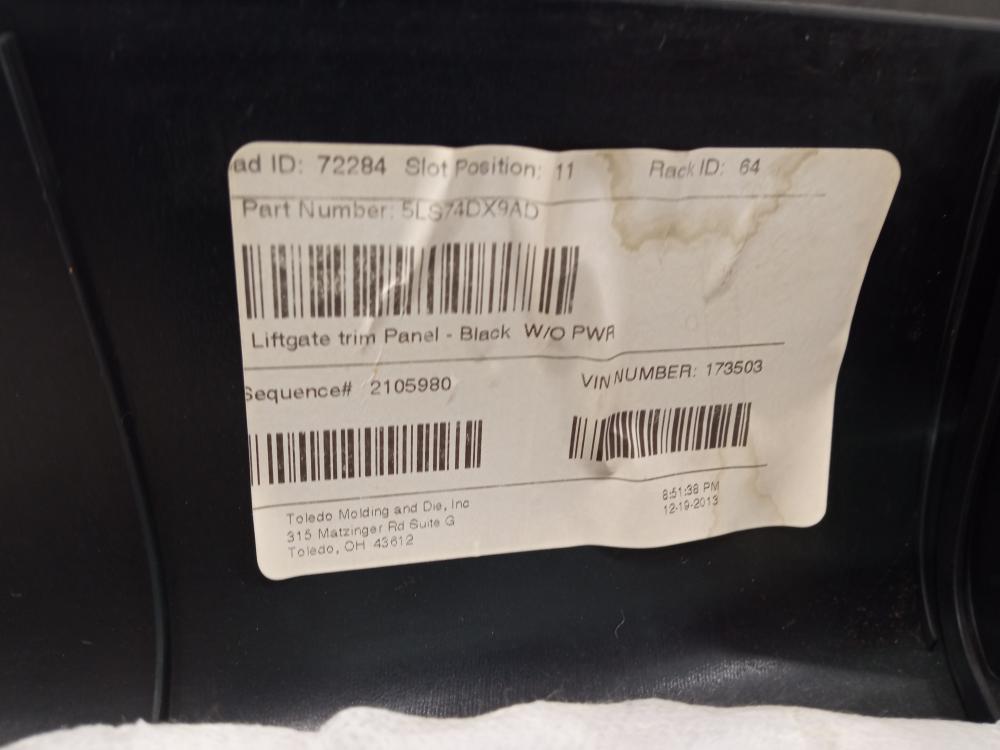 ad ID: 72284 Slot Position: 11 Rack ID: 64
Part Number: 5LS74DX9AD
Liftgate trim Panel - Black W/O PWR
Sequence# 2105980 VIN NUMBER: 173503
Toledo Molding and Die, Inc
315 Matzinger Rd Suite G
Toledo, OH 43612
8:51:38 PM
12-19-2013